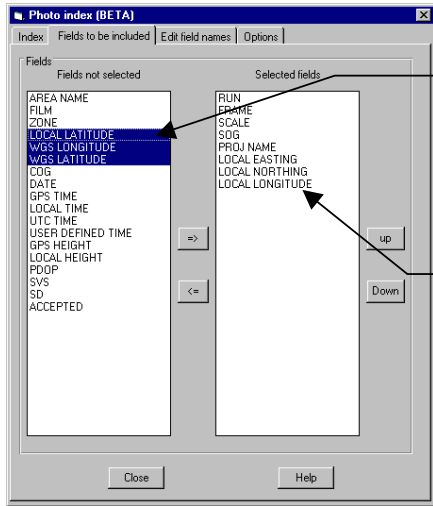 Photo index (BETA)
Index Fields to be included Edit field names Options
Fields
Fields not selected
AREA NAME
FILM
ZONE
LOCAL LATITUDE
WGS LONGITUDE
WGS LATITUDE
COG
DATE
GPS TIME
LOCAL TIME
UTC TIME
USER DEFINED TIME
GPS HEIGHT
LOCAL HEIGHT
PDOP
SVS
SD
ACCEPTED
=>
<=
Selected fields
RUN
FRAME
SCALE
SOG
PROJ NAME
LOCAL EASTING
LOCAL NORTHING
LOCAL LONGITUDE
up
Down
Close Help